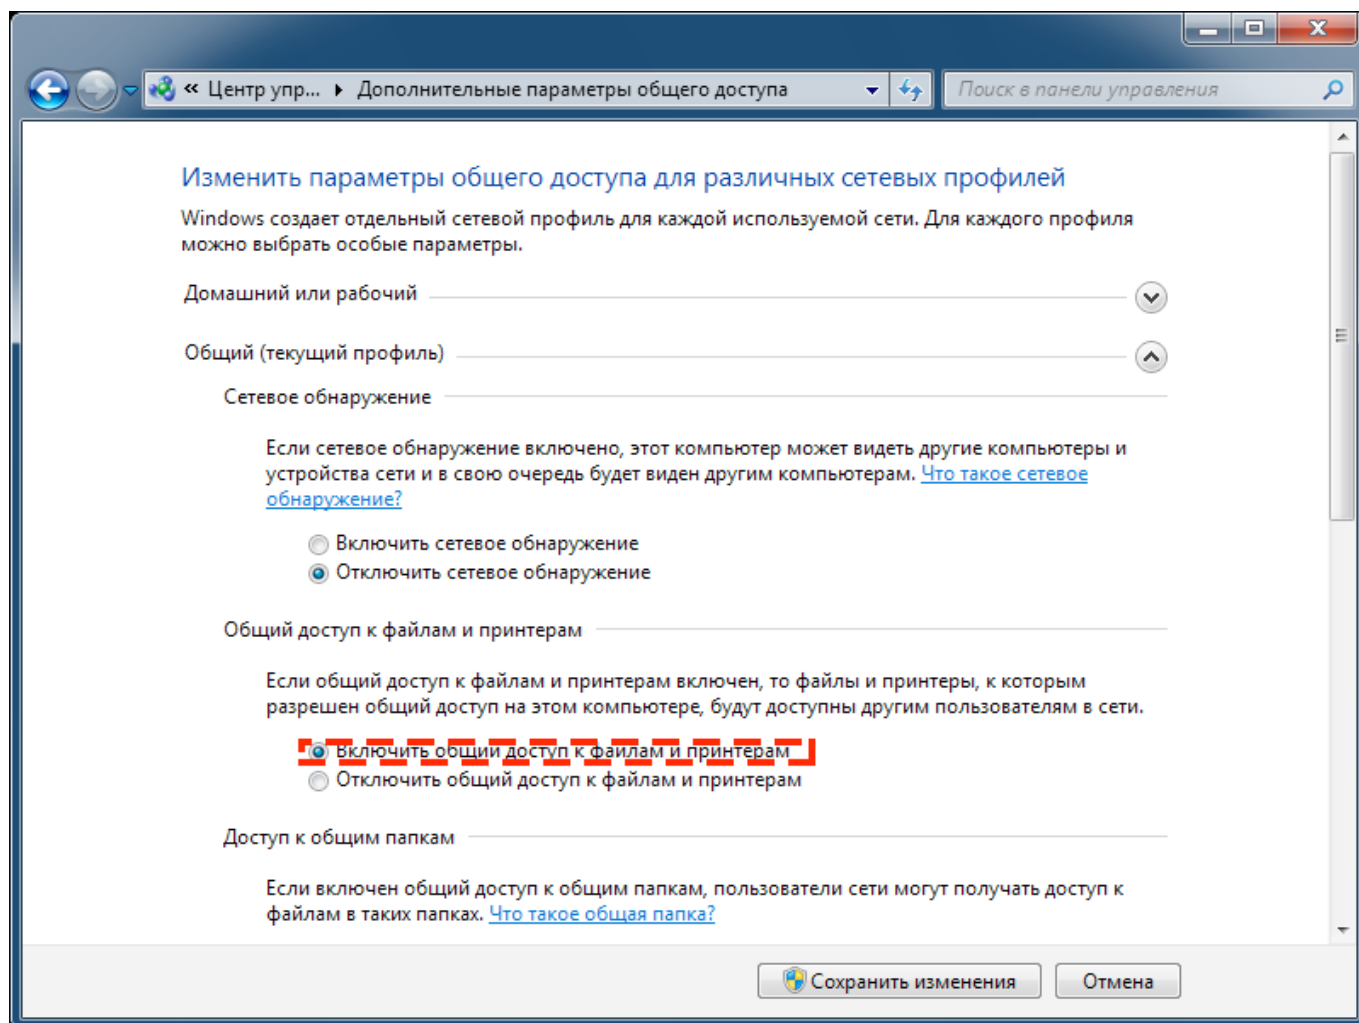 « Центр упр... ▸ Дополнительные параметры общего доступа
Поиск в панели управления
Изменить параметры общего доступа для различных сетевых профилей
Windows создает отдельный сетевой профиль для каждой используемой сети. Для каждого профиля
можно выбрать особые параметры.
Домашний или рабочий
Общий (текущий профиль)
Сетевое обнаружение
Если сетевое обнаружение включено, этот компьютер может видеть другие компьютеры и
устройства сети и в свою очередь будет виден другим компьютерам. Что такое сетевое
обнаружение?
Включить сетевое обнаружение
Отключить сетевое обнаружение
Общий доступ к файлам и принтерам
Если общий доступ к файлам и принтерам включен, то файлы и принтеры, к которым
разрешен общий доступ на этом компьютере, будут доступны другим пользователям в сети.
Включить общий доступ к файлам и принтерам
Отключить общий доступ к файлам и принтерам
Доступ к общим папкам
Если включен общий доступ к общим папкам, пользователи сети могут получать доступ к
файлам в таких папках. Что такое общая папка?
Сохранить изменения
Отмена